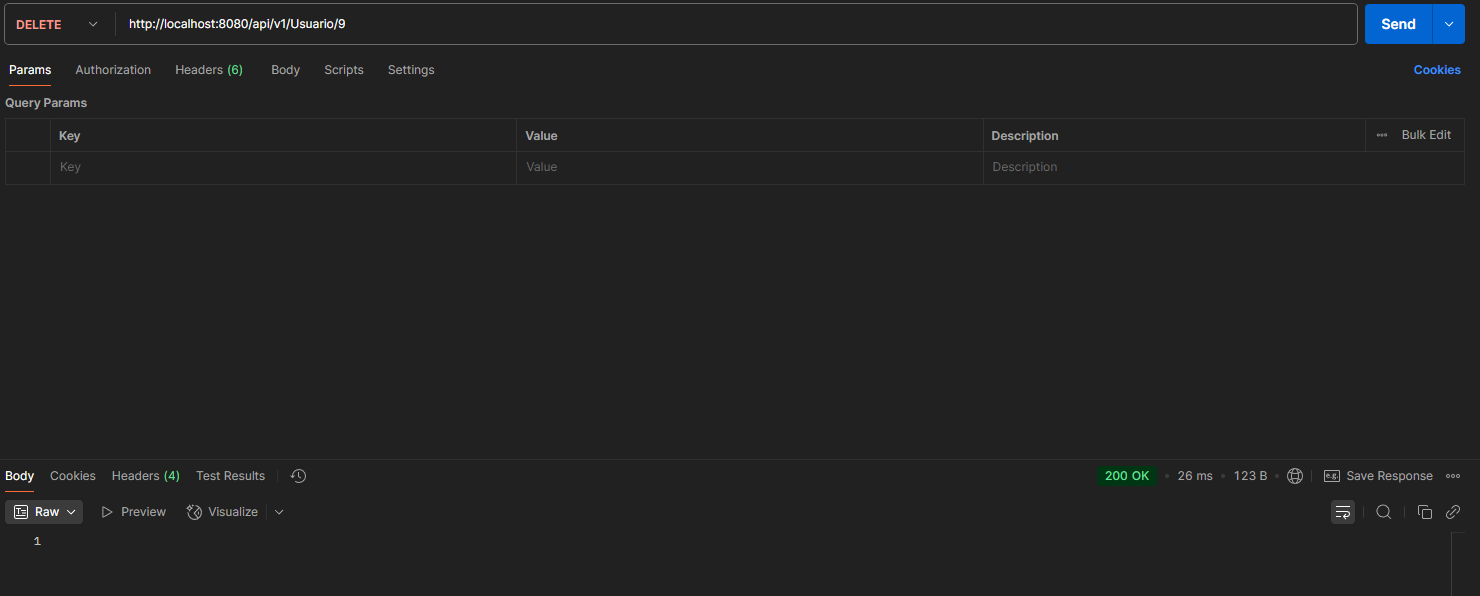 DELETE http://localhost:8080/api/v1/Usuario/9 Send
Params Authorization Headers (6) Body Scripts Settings Cookies
Query Params
Key Value Description Bulk Edit
Key Value Description
Body Cookies Headers (4) Test Results 200 OK • 26 ms • 123 B • e.g. Save Response
Raw Preview Visualize
1